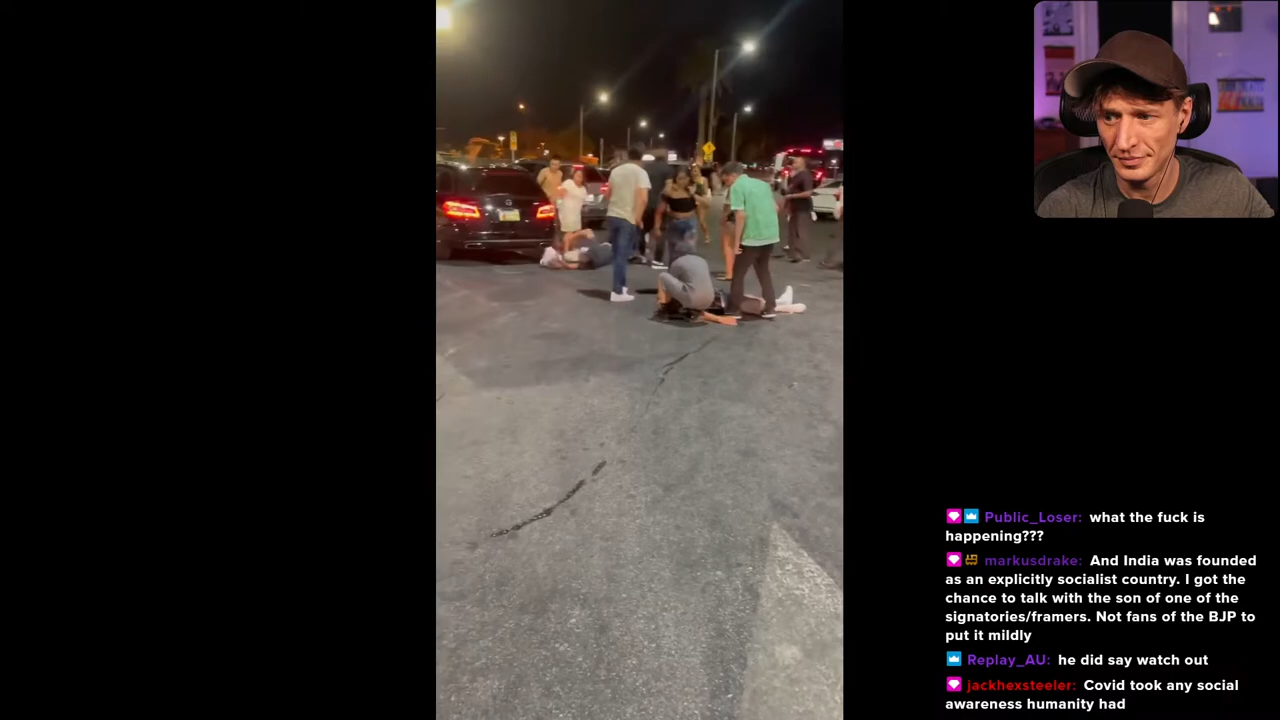 Public_Loser: what the fuck is
happening???
markusdrake: And India was founded
as an explicitly socialist country. I got the
chance to talk with the son of one of the
signatories/framers. Not fans of the BJP to
put it mildly
Replay_AU: he did say watch out
jackhexsteeler: Covid took any social
awareness humanity had